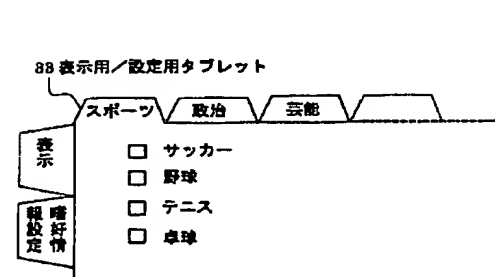 33 表示用／設定用タブレット
スポーツ 政治 芸能
表示
嗜好情報設定
サッカー
野球
テニス
卓球